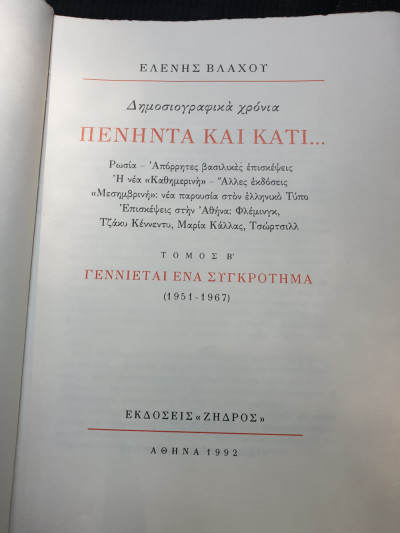 ΕΛΕΝΗΣ ΒΛΑΧΟΥ
Δημοσιογραφικὰ χρόνια
ΠΕΝΗΝΤΑ ΚΑΙ ΚΑΤΙ...
Ρωσία – Ἀπόρρητες βασιλικὲς ἐπισκέψεις
Ἡ νέα «Καθημερινὴ» – Ἄλλες ἐκδόσεις
«Μεσημβρινή»: νέα παρουσία στὸν ἑλληνικὸ Τύπο
Ἐπισκέψεις στὴν Ἀθήνα: Φλέμινγκ,
Τζάκυ Κέννεντυ, Μαρία Κάλλας, Τσώρτσιλλ
ΤΟΜΟΣ Β'
ΓΕΝΝΙΕΤΑΙ ΕΝΑ ΣΥΓΚΡΟΤΗΜΑ
(1951-1967)
ΕΚΔΟΣΕΙΣ «ΖΗΔΡΟΣ»
ΑΘΗΝΑ 1992